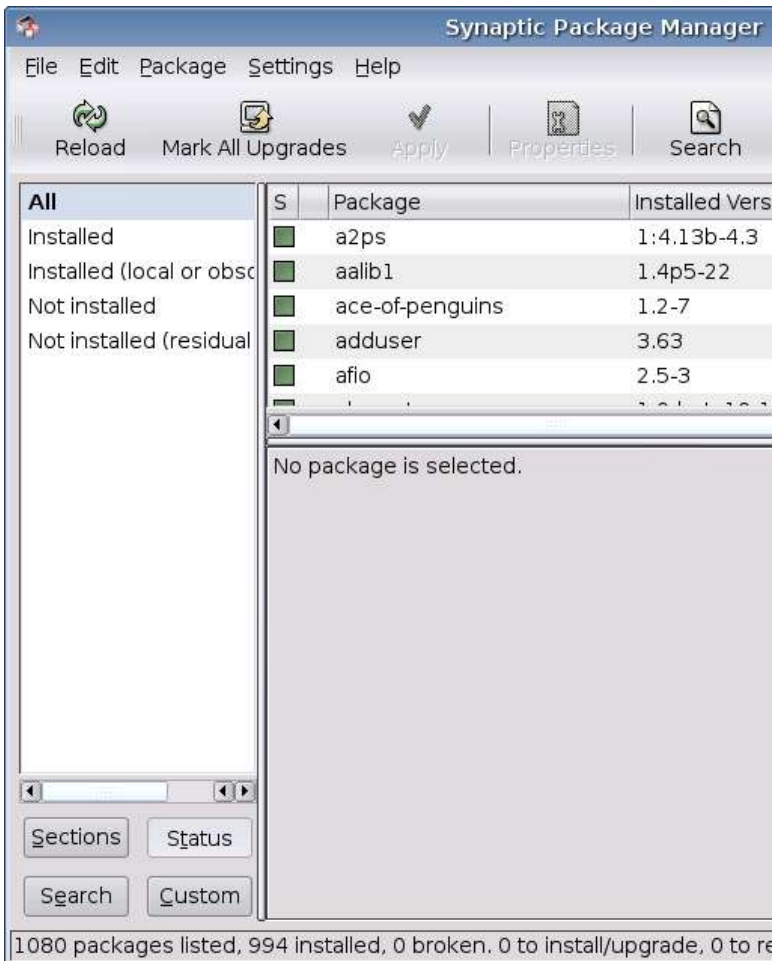 Synaptic Package Manager
File Edit Package Settings Help
Reload Mark All Upgrades Apply Properties Search
All
Installed
Installed (local or obsc
Not installed
Not installed (residual
S Package Installed Vers
a2ps 1:4.13b-4.3
aalib1 1.4p5-22
ace-of-penguins 1.2-7
adduser 3.63
afio 2.5-3
No package is selected.
Sections Status
Search Custom
1080 packages listed, 994 installed, 0 broken. 0 to install/upgrade, 0 to re